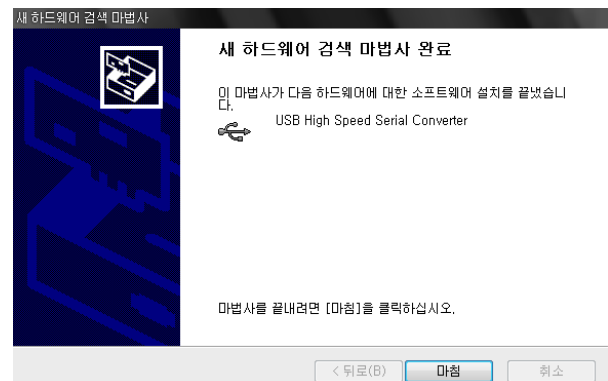 새 하드웨어 검색 마법사
새 하드웨어 검색 마법사 완료
이 마법사가 다음 하드웨어에 대한 소프트웨어 설치를 끝냈습니
다.
USB High Speed Serial Converter
마법사를 끝내려면 [마침]을 클릭하십시오.
< 뒤로(B) 마침 취소